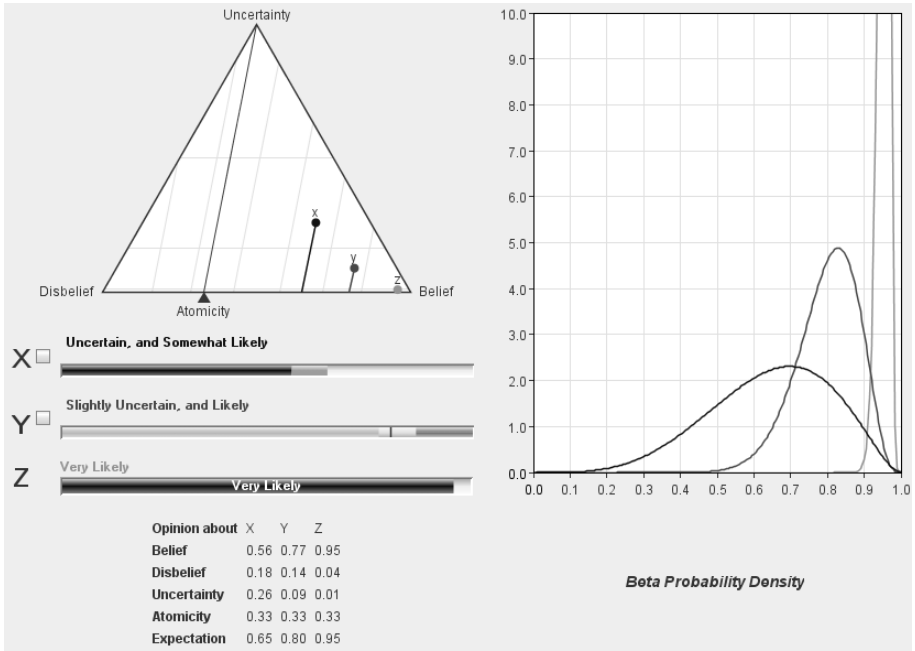 Uncertainty
x
y
z
Disbelief
Belief
Atomicity
X
Uncertain, and Somewhat Likely
Y
Slightly Uncertain, and Likely
Z
Very Likely
Very Likely
Opinion about X Y Z
Belief 0.56 0.77 0.95
Disbelief 0.18 0.14 0.04
Uncertainty 0.26 0.09 0.01
Atomicity 0.33 0.33 0.33
Expectation 0.65 0.80 0.95
10.0
9.0
8.0
7.0
6.0
5.0
4.0
3.0
2.0
1.0
0.0
0.0 0.1 0.2 0.3 0.4 0.5 0.6 0.7 0.8 0.9 1.0
Beta Probability Density